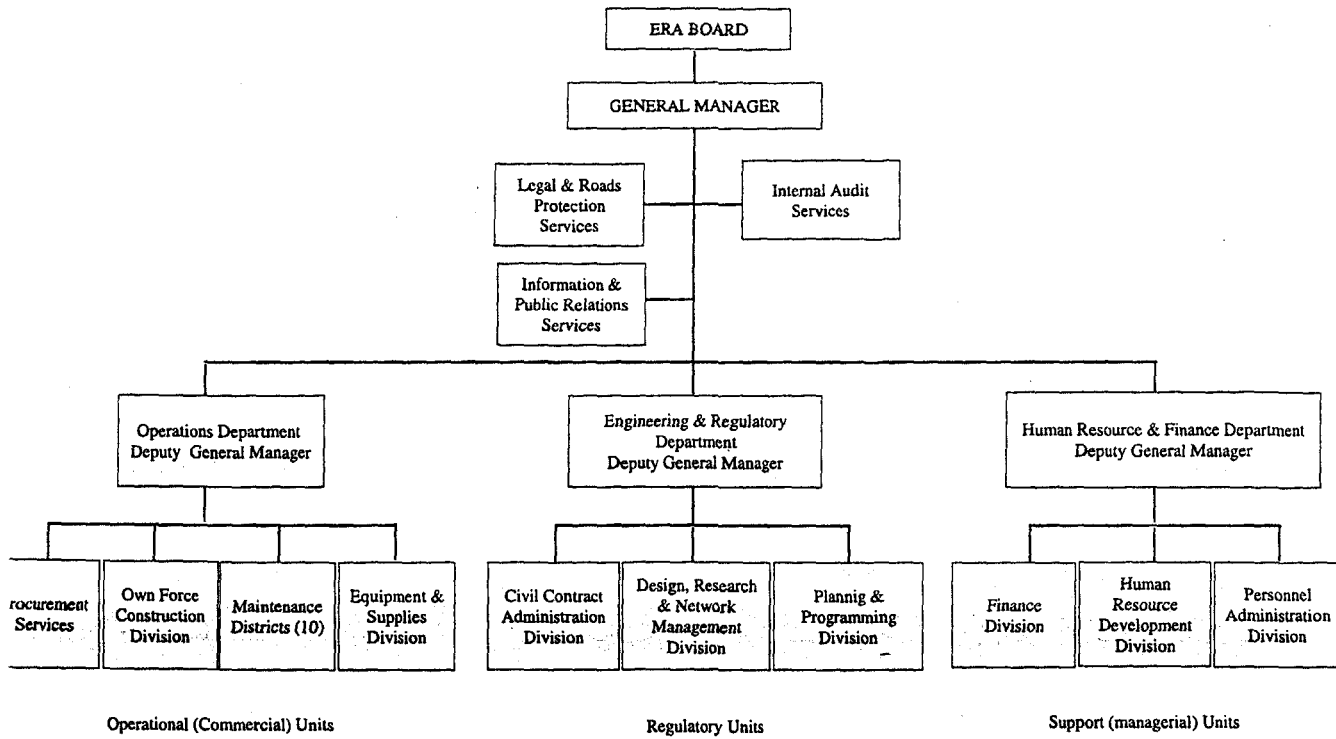 ERA BOARD
GENERAL MANAGER
Legal & Roads
Protection
Services
Internal Audit
Services
Information &
Public Relations
Services
Operations Department
Deputy General Manager
Engineering & Regulatory
Department
Deputy General Manager
Human Resource & Finance Department
Deputy General Manager
rocurement
Services
Own Force
Construction
Division
Maintenance
Districts (10)
Equipment &
Supplies
Division
Civil Contract
Administration
Division
Design, Research
& Network
Management
Division
Plannig &
Programming
Division
Finance
Division
Human
Resource
Development
Division
Personnel
Administration
Division
Operational (Commercial) Units
Regulatory Units
Support (managerial) Units